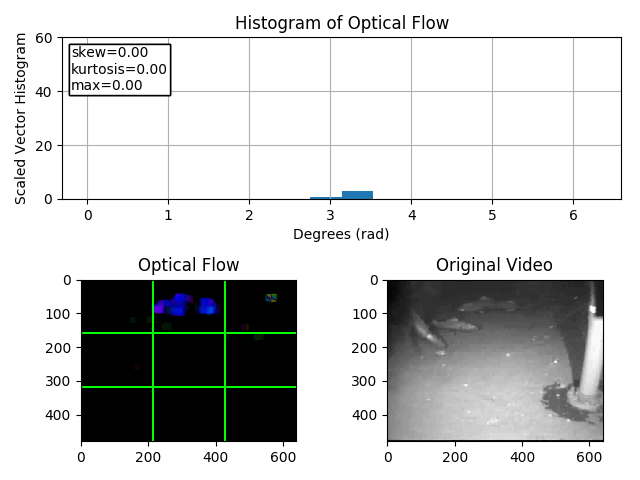 Histogram of Optical Flow
Scaled Vector Histogram
60
40
20
0
skew=0.00
kurtosis=0.00
max=0.00
0 1 2 3 4 5 6
Degrees (rad)
Optical Flow
0
100
200
300
400
0 200 400 600
Original Video
0
100
200
300
400
0 200 400 600